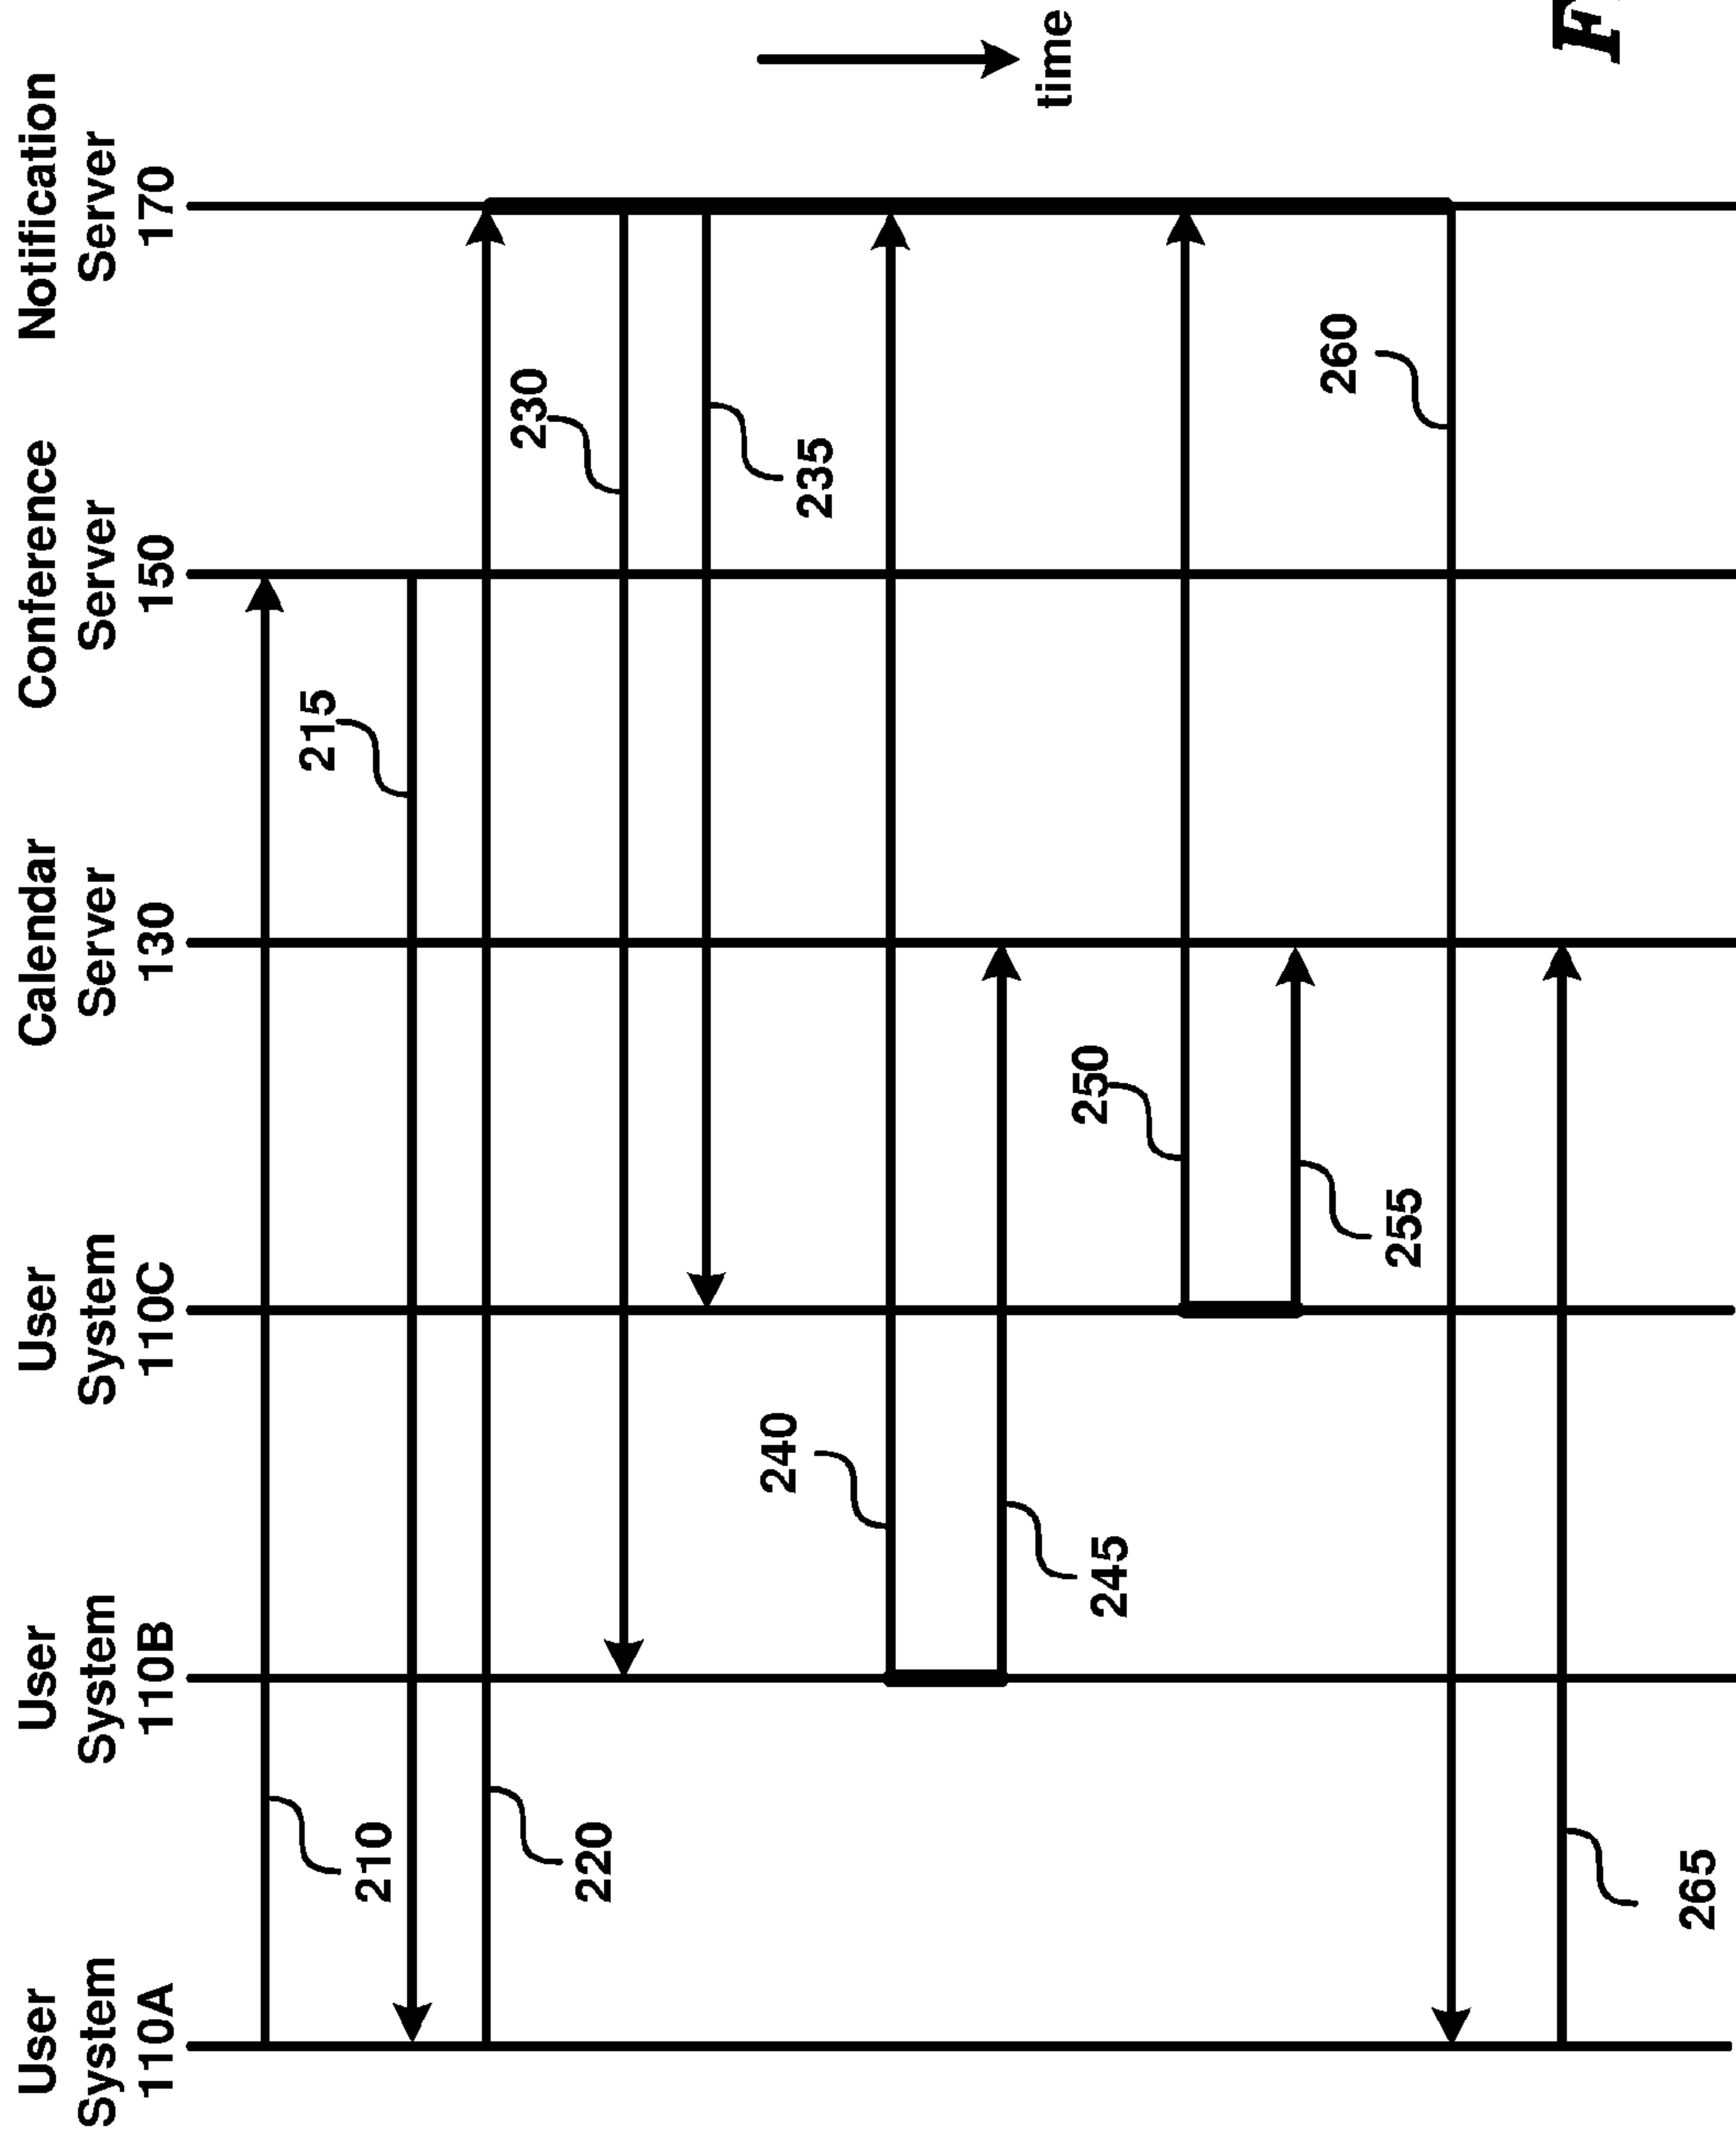 User
System
110A
User
System
110B
User
System
110C
Calendar
Server
130
Conference
Server
150
Notification
Server
170
215
210
230
220
240
235
time
250
245
260
255
265